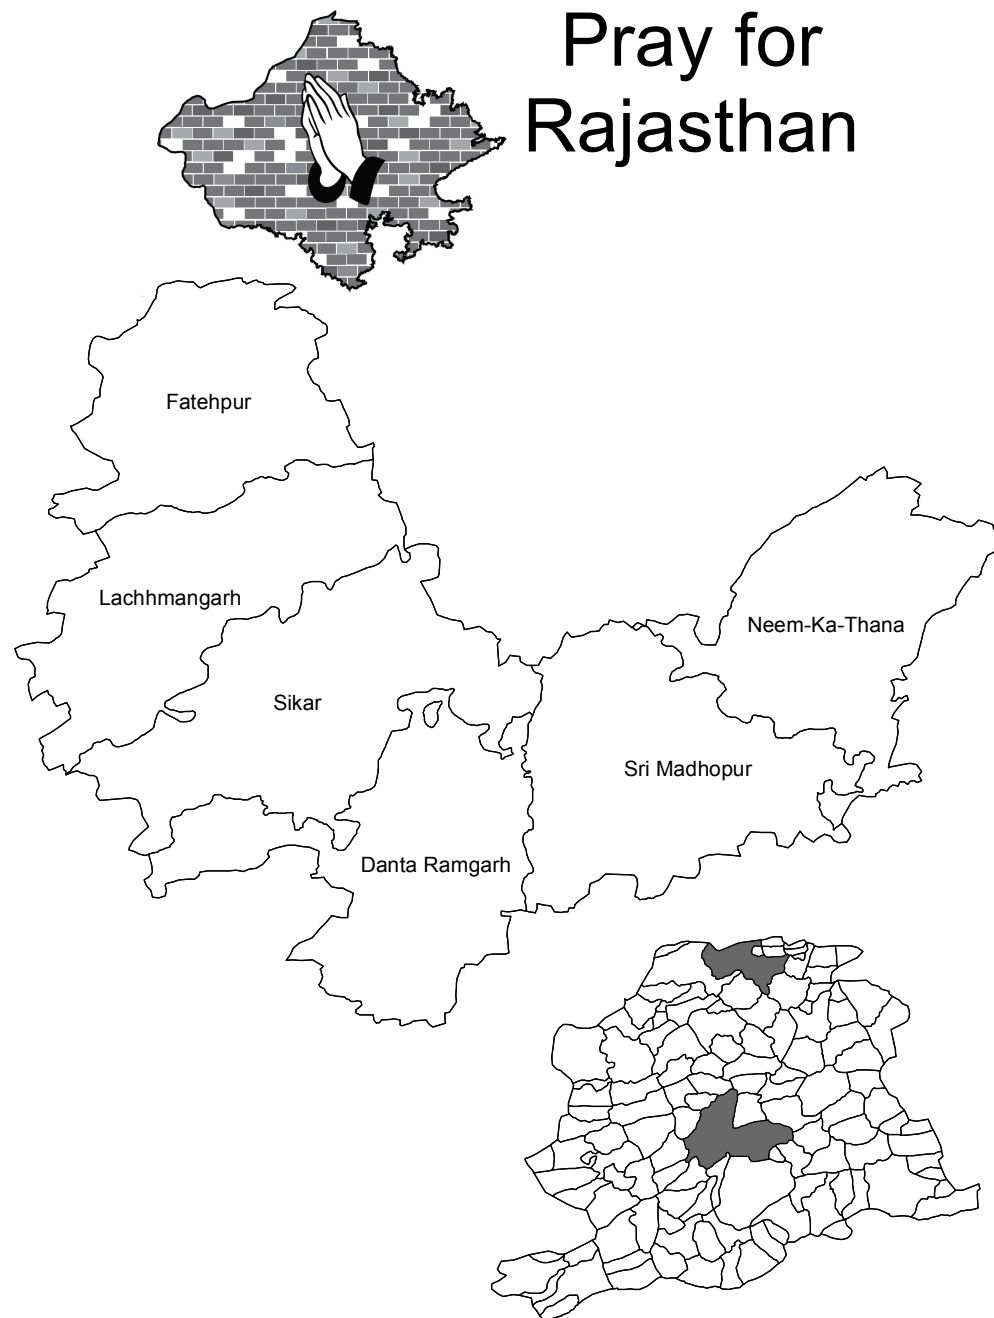 Pray for
Rajasthan
Fatehpur
Lachhmangarh
Neem-Ka-Thana
Sikar
Sri Madhopur
Danta Ramgarh